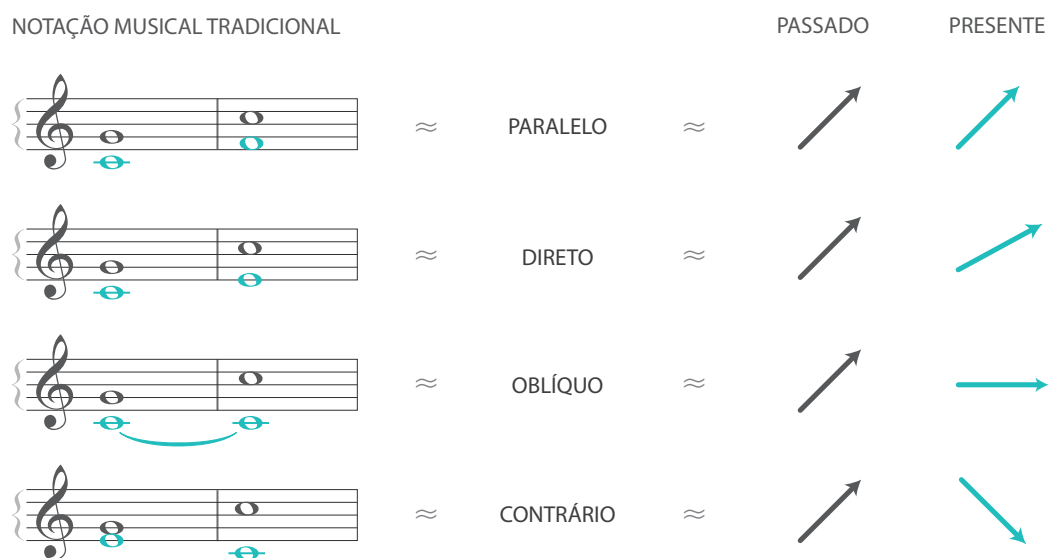 NOTAÇÃO MUSICAL TRADICIONAL PASSADO PRESENTE
≈ PARALELO ≈
≈ DIRETO ≈
≈ OBLÍQUO ≈
≈ CONTRÁRIO ≈